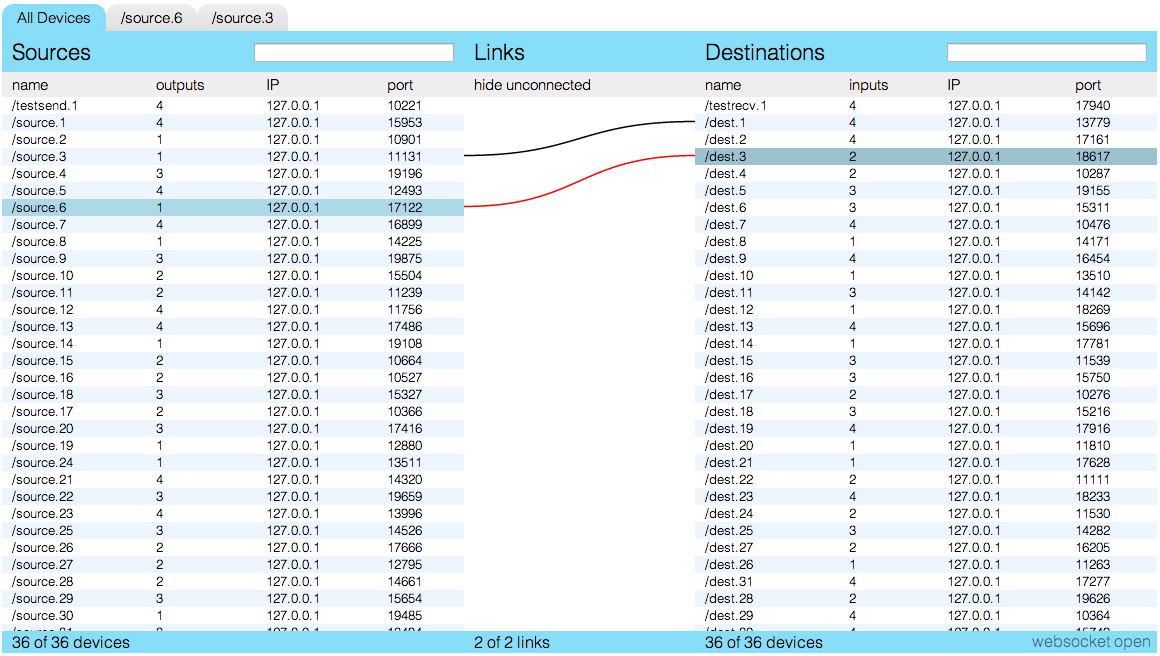 All Devices /source.6 /source.3
Sources Links Destinations
name outputs IP port hide unconnected name inputs IP port
/testsend.1 4 127.0.0.1 10221 /testrecv.1 4 127.0.0.1 17940
/source.1 4 127.0.0.1 15953 /dest.1 4 127.0.0.1 13779
/source.2 1 127.0.0.1 10901 /dest.2 4 127.0.0.1 17161
/source.3 1 127.0.0.1 11131 /dest.3 2 127.0.0.1 18617
/source.4 3 127.0.0.1 19196 /dest.4 2 127.0.0.1 10287
/source.5 4 127.0.0.1 12493 /dest.5 3 127.0.0.1 19155
/source.6 1 127.0.0.1 17122 /dest.6 3 127.0.0.1 15311
/source.7 4 127.0.0.1 16899 /dest.7 4 127.0.0.1 10476
/source.8 1 127.0.0.1 14225 /dest.8 1 127.0.0.1 14171
/source.9 3 127.0.0.1 19875 /dest.9 4 127.0.0.1 16454
/source.10 2 127.0.0.1 15504 /dest.10 1 127.0.0.1 13510
/source.11 2 127.0.0.1 11239 /dest.11 3 127.0.0.1 14142
/source.12 4 127.0.0.1 11756 /dest.12 1 127.0.0.1 18269
/source.13 4 127.0.0.1 17486 /dest.13 4 127.0.0.1 15696
/source.14 1 127.0.0.1 19108 /dest.14 1 127.0.0.1 17781
/source.15 2 127.0.0.1 10664 /dest.15 3 127.0.0.1 11539
/source.16 2 127.0.0.1 10527 /dest.16 3 127.0.0.1 15750
/source.18 3 127.0.0.1 15327 /dest.17 2 127.0.0.1 10276
/source.17 2 127.0.0.1 10366 /dest.18 3 127.0.0.1 15216
/source.20 3 127.0.0.1 17416 /dest.19 4 127.0.0.1 17916
/source.19 1 127.0.0.1 12880 /dest.20 1 127.0.0.1 11810
/source.24 1 127.0.0.1 13511 /dest.21 1 127.0.0.1 17628
/source.21 4 127.0.0.1 14320 /dest.22 2 127.0.0.1 11111
/source.22 3 127.0.0.1 19659 /dest.23 4 127.0.0.1 18233
/source.23 4 127.0.0.1 13996 /dest.24 2 127.0.0.1 11530
/source.25 3 127.0.0.1 14526 /dest.25 3 127.0.0.1 14282
/source.26 2 127.0.0.1 17666 /dest.27 2 127.0.0.1 16205
/source.27 2 127.0.0.1 12795 /dest.26 1 127.0.0.1 11263
/source.28 2 127.0.0.1 14661 /dest.31 4 127.0.0.1 17277
/source.29 3 127.0.0.1 15654 /dest.28 2 127.0.0.1 19626
/source.30 1 127.0.0.1 19485 /dest.29 4 127.0.0.1 10364
36 of 36 devices 2 of 2 links 36 of 36 devices websocket open